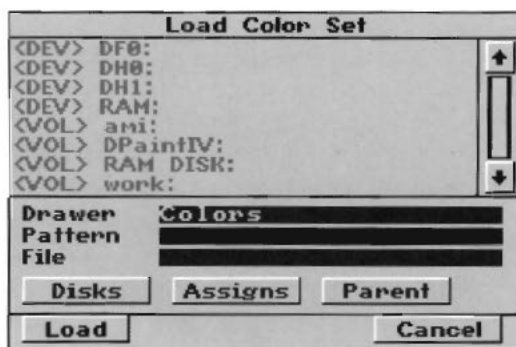 Load Color Set
<DEV> DF0:
<DEV> DH0:
<DEV> DH1:
<DEV> RAM:
<VOL> ami:
<VOL> DPaintIV:
<VOL> RAM DISK:
<VOL> work:
Drawer Colors
Pattern
File
Disks Assigns Parent
Load Cancel